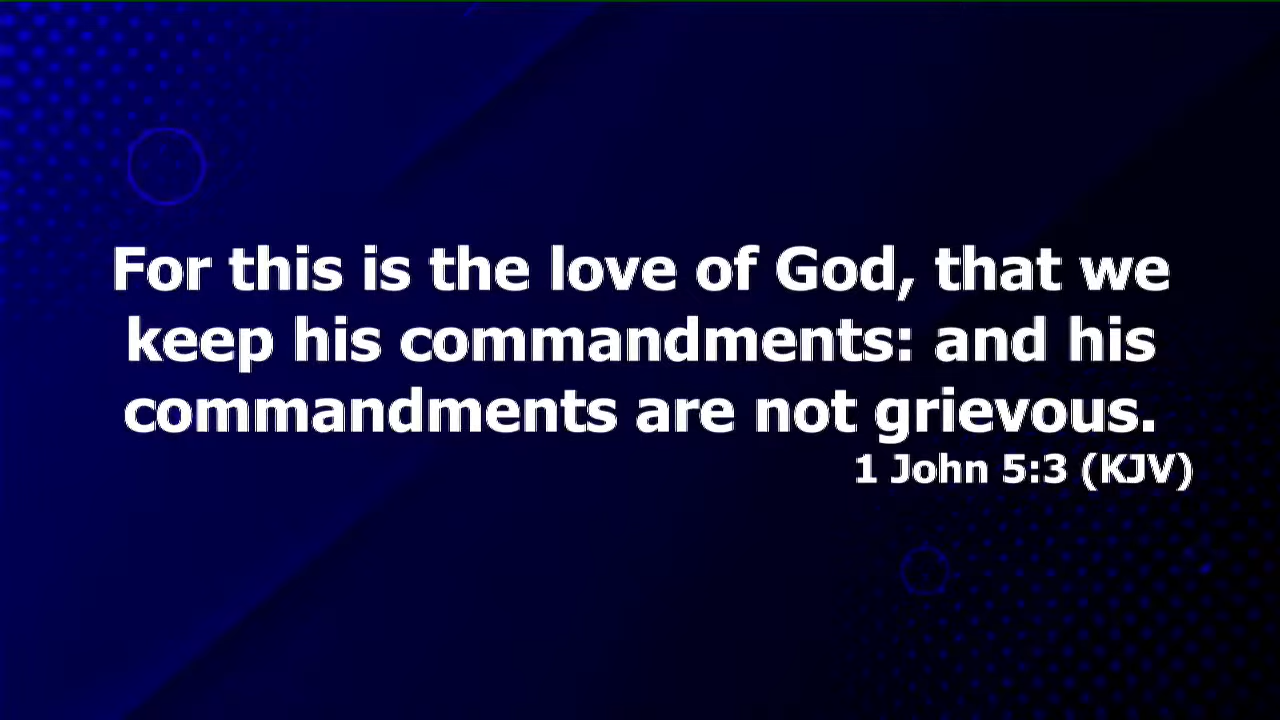 For this is the love of God, that we
keep his commandments: and his
commandments are not grievous.
1 John 5:3 (KJV)